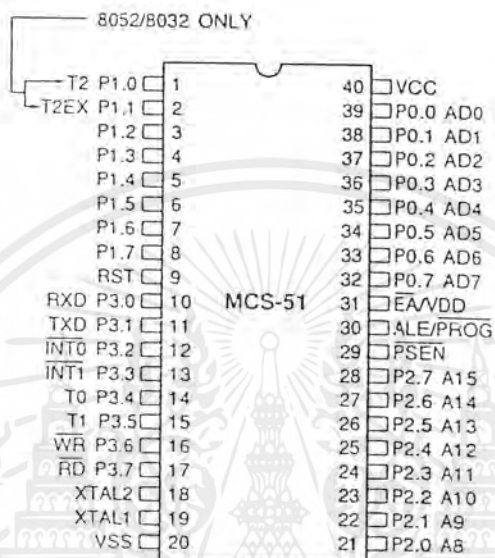 8052/8032 ONLY
T2 P1.0 1 40 VCC
T2EX P1.1 2 39 P0.0 AD0
P1.2 3 38 P0.1 AD1
P1.3 4 37 P0.2 AD2
P1.4 5 36 P0.3 AD3
P1.5 6 35 P0.4 AD4
P1.6 7 34 P0.5 AD5
P1.7 8 33 P0.6 AD6
RST 9 32 P0.7 AD7
RXD P3.0 10 MCS-51 31 E̅A̅/VDD
TXD P3.1 11 30 ALE/P̅R̅O̅G̅
I̅N̅T̅0̅ P3.2 12 29 P̅S̅E̅N̅
I̅N̅T̅1̅ P3.3 13 28 P2.7 A15
T0 P3.4 14 27 P2.6 A14
T1 P3.5 15 26 P2.5 A13
W̅R̅ P3.6 16 25 P2.4 A12
R̅D̅ P3.7 17 24 P2.3 A11
XTAL2 18 23 P2.2 A10
XTAL1 19 22 P2.1 A9
VSS 20 21 P2.0 A8